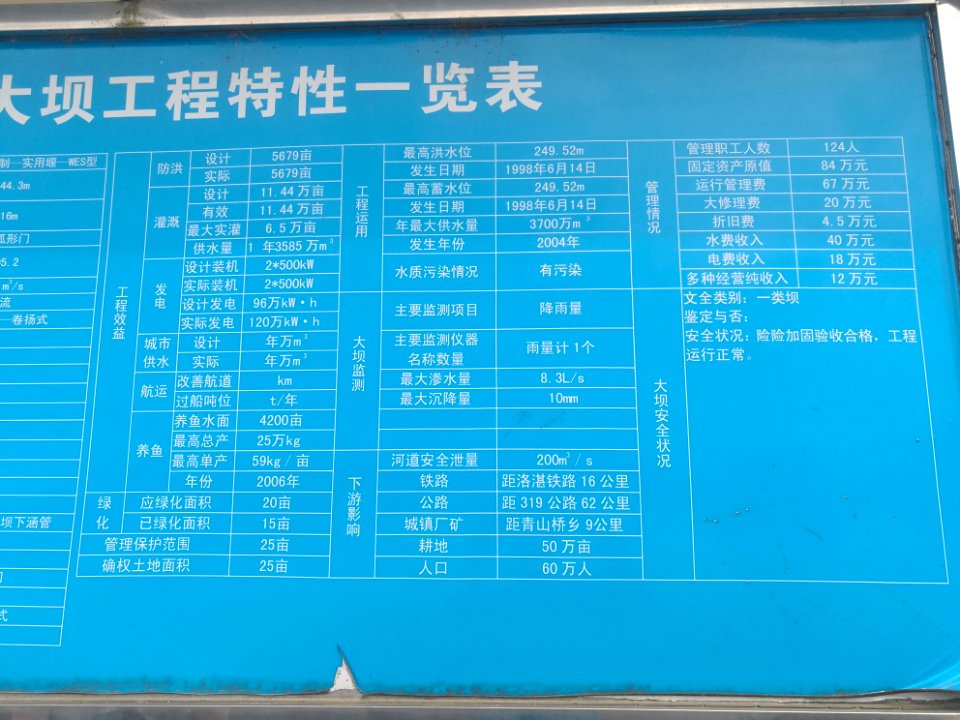 大坝工程特性一览表
制—实用堰—WES型
44.3m
16m
弧形门
5.2
m³/s
流
卷扬式
坝下涵管
式
工程效益
防洪 设计 5679亩
实际 5679亩
灌溉 设计 11.44万亩
有效 11.44万亩
最大实灌 6.5万亩
供水量 1 年3585万m³
发电 设计装机 2*500kW
实际装机 2*500kW
设计发电 96万kW·h
实际发电 120万kW·h
城市供水 设计 年万m³
实际 年万m³
航运 改善航道 km
过船吨位 t/年
养鱼 养鱼水面 4200亩
最高总产 25万kg
最高单产 59kg/亩
年份 2006年
绿化 应绿化面积 20亩
已绿化面积 15亩
管理保护范围 25亩
确权土地面积 25亩
工程运用
最高洪水位 249.52m
发生日期 1998年6月14日
最高蓄水位 249.52m
发生日期 1998年6月14日
年最大供水量 3700万m³
发生年份 2004年
水质污染情况 有污染
大坝监测
主要监测项目 降雨量
主要监测仪器名称数量 雨量计1个
最大渗水量 8.3L/s
最大沉降量 10mm
下游影响
河道安全泄量 200m³/s
铁路 距洛湛铁路16公里
公路 距319公路62公里
城镇厂矿 距青山桥乡9公里
耕地 50万亩
人口 60万人
管理情况
管理职工人数 124人
固定资产原值 84万元
运行管理费 67万元
大修理费 20万元
折旧费 4.5万元
水费收入 40万元
电费收入 18万元
多种经营纯收入 12万元
大坝安全状况
文全类别：一类坝
鉴定与否；
安全状况：险险加固验收合格，工程
运行正常。